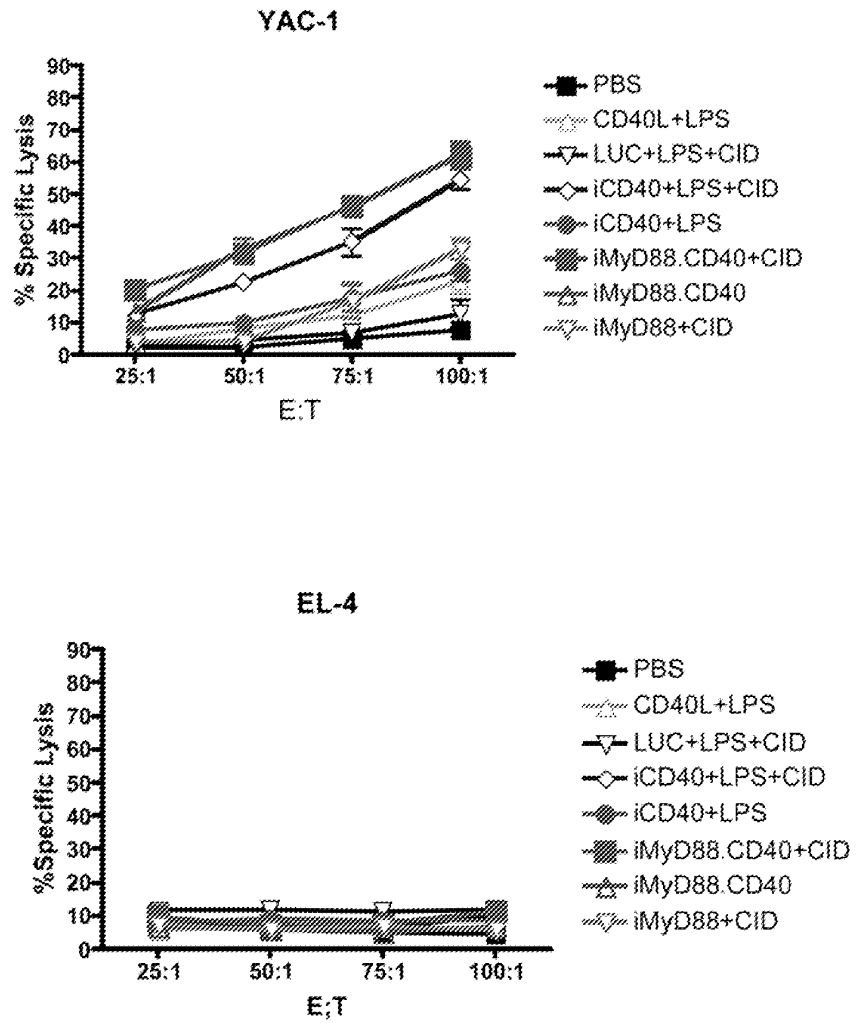 YAC-1
90
80
70
60
50
40
30
20
10
0
% Specific Lysis
25:1 50:1 75:1 100:1
E:T
PBS
CD40L+LPS
LUC+LPS+CID
iCD40+LPS+CID
iCD40+LPS
iMyD88.CD40+CID
iMyD88.CD40
iMyD88+CID
EL-4
90
80
70
60
50
40
30
20
10
0
%Specific Lysis
25:1 50:1 75:1 100:1
E;T
PBS
CD40L+LPS
LUC+LPS+CID
iCD40+LPS+CID
iCD40+LPS
iMyD88.CD40+CID
iMyD88.CD40
iMyD88+CID